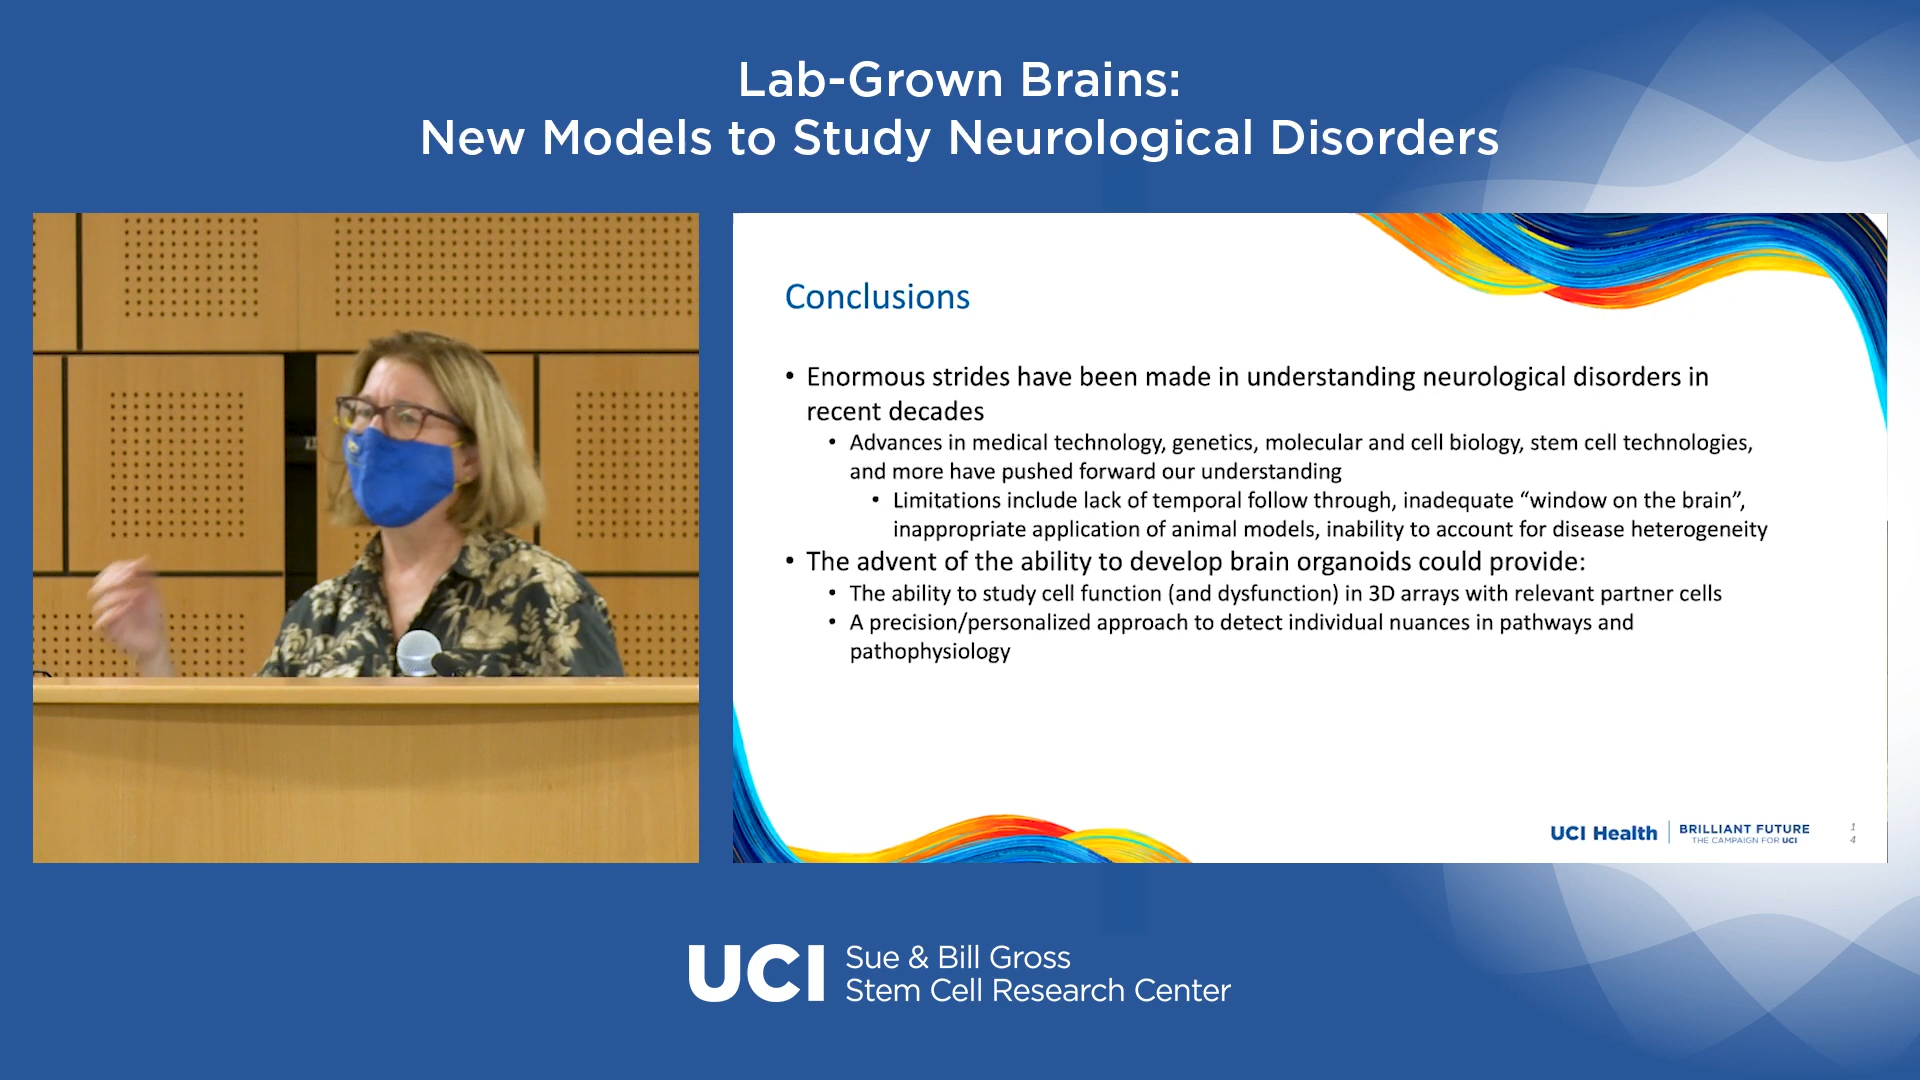 Lab-Grown Brains:
New Models to Study Neurological Disorders
Conclusions
• Enormous strides have been made in understanding neurological disorders in
recent decades
• Advances in medical technology, genetics, molecular and cell biology, stem cell technologies,
and more have pushed forward our understanding
• Limitations include lack of temporal follow through, inadequate “window on the brain”,
inappropriate application of animal models, inability to account for disease heterogeneity
• The advent of the ability to develop brain organoids could provide:
• The ability to study cell function (and dysfunction) in 3D arrays with relevant partner cells
• A precision/personalized approach to detect individual nuances in pathways and
pathophysiology
UCI Health
BRILLIANT FUTURE
THE CAMPAIGN FOR UCI
1
4
UCI
Sue & Bill Gross
Stem Cell Research Center